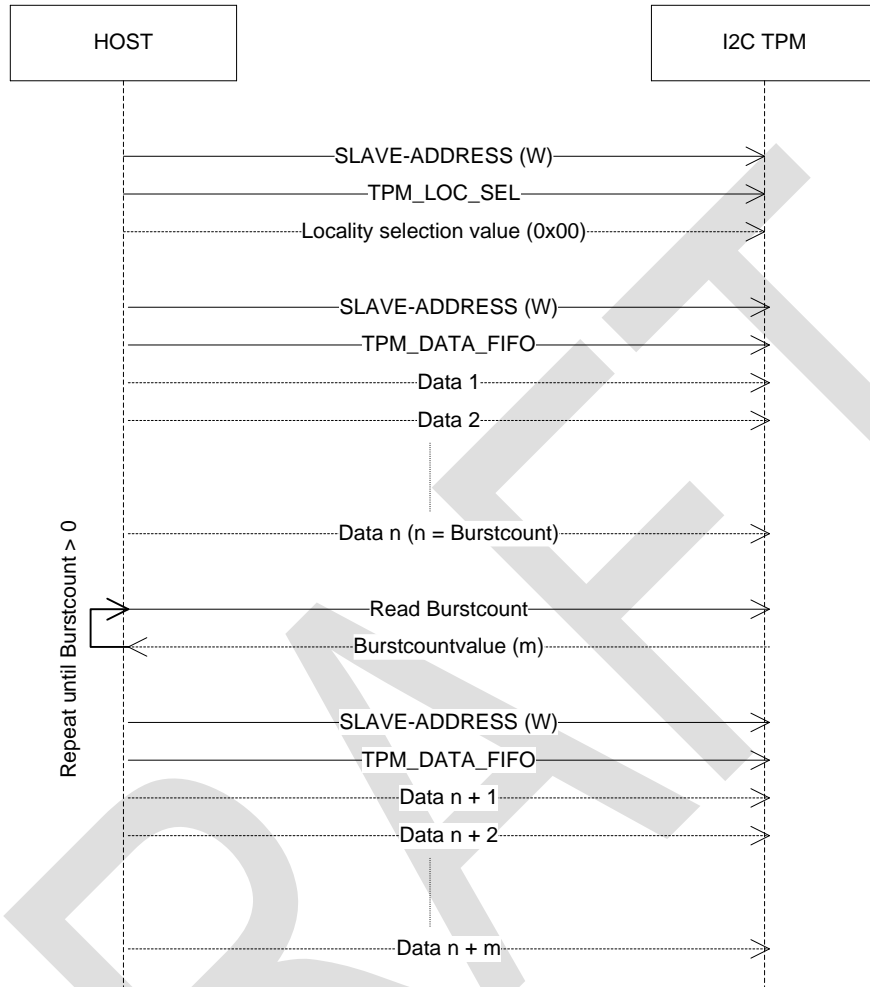 HOST
I2C TPM
SLAVE-ADDRESS (W)
TPM_LOC_SEL
Locality selection value (0x00)
SLAVE-ADDRESS (W)
TPM_DATA_FIFO
Data 1
Data 2
Data n (n = Burstcount)
Repeat until Burstcount > 0
Read Burstcount
Burstcountvalue (m)
SLAVE-ADDRESS (W)
TPM_DATA_FIFO
Data n + 1
Data n + 2
Data n + m
RAFT